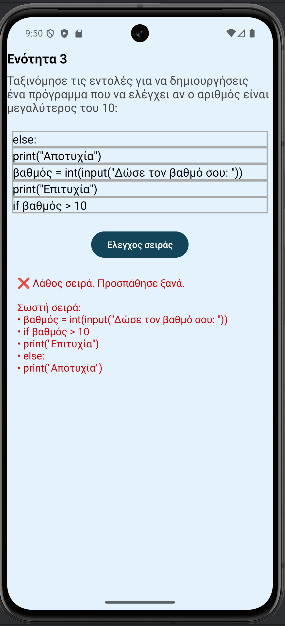 9:50
Ενότητα 3
Ταξινόμησε τις εντολές για να δημιουργήσεις
ένα πρόγραμμα που να ελέγχει αν ο αριθμός είναι
μεγαλύτερος του 10:
else:
print("Αποτυχία")
βαθμός = int(input("Δώσε τον βαθμό σου: "))
print("Επιτυχία")
if βαθμός > 10
Ελεγχος σειράς
❌ Λάθος σειρά. Προσπαθησε ξανά.
Σωστή σειρά:
• βαθμός = int(input("Δώσε τον βαθμό σου: "))
• if βαθμός > 10
• print("Επιτυχία")
• else:
• print("Αποτυχία")